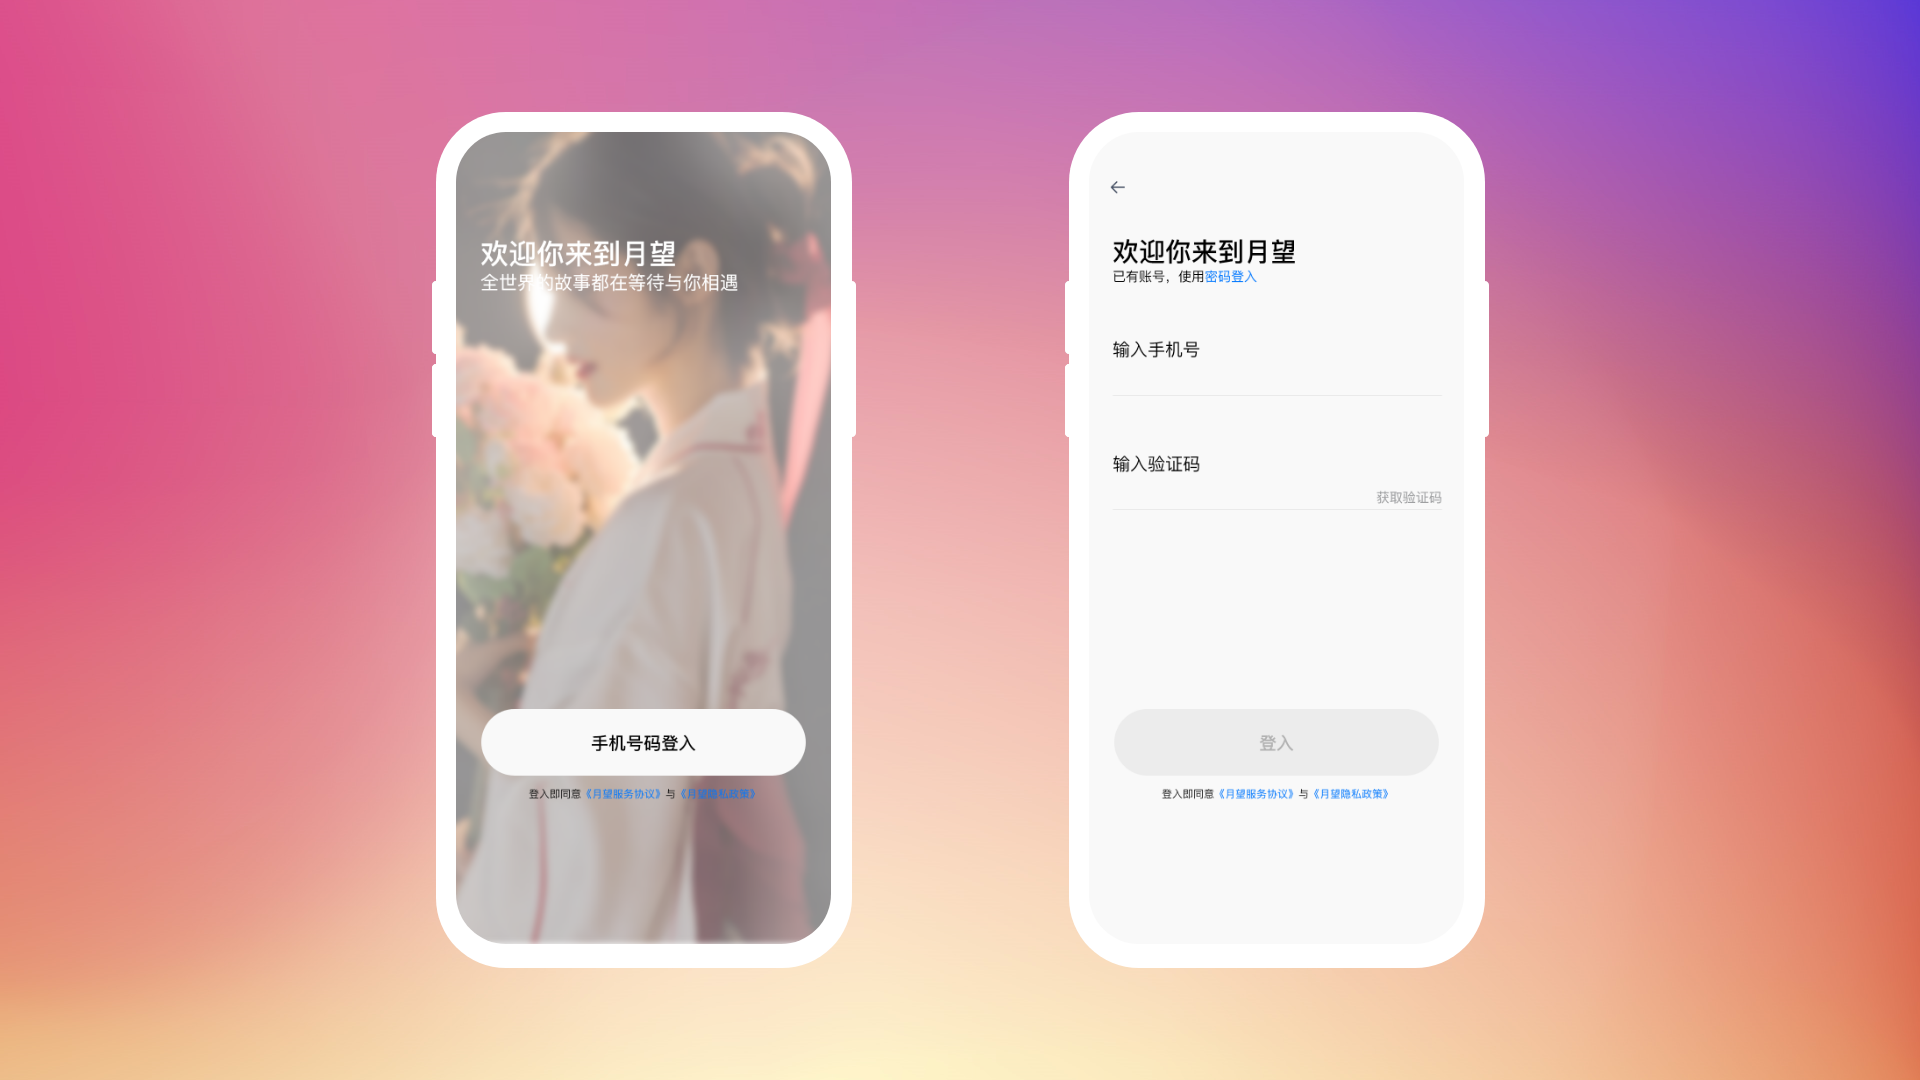 欢迎你来到月望
全世界的故事都在等待与你相遇
手机号码登入
登入即同意《月望服务协议》与《月望隐私政策》
欢迎你来到月望
已有账号，使用密码登入
输入手机号
输入验证码
获取验证码
登入
登入即同意《月望服务协议》与《月望隐私政策》